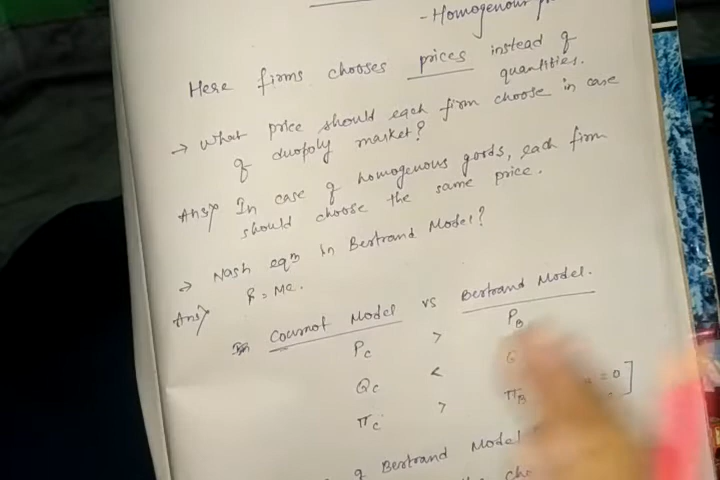 - Homogenous
Here firms chooses prices instead of quantities.
→ What price should each firm choose in case
of duopoly market?
Ans) In case of homogenous goods, each firm
should choose the same price.
→ Nash eqm in Bertrand Model?
Ans) P = MC.
Cournot Model vs Bertrand Model.
Pc > PB
Qc <
πc > πB = 0]
of Bertrand Model